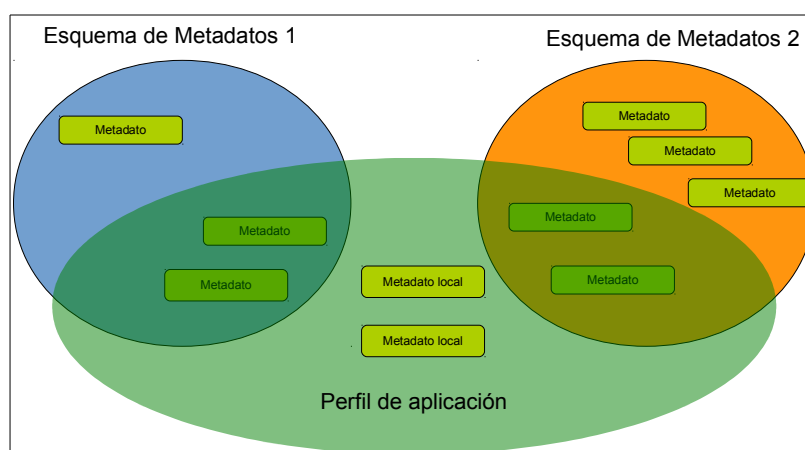 Esquema de Metadatos 1
Esquema de Metadatos 2
Metadato
Metadato
Metadato
Metadato
Metadato
Metadato
Metadato
Metadato
Metadato local
Metadato local
Perfil de aplicación